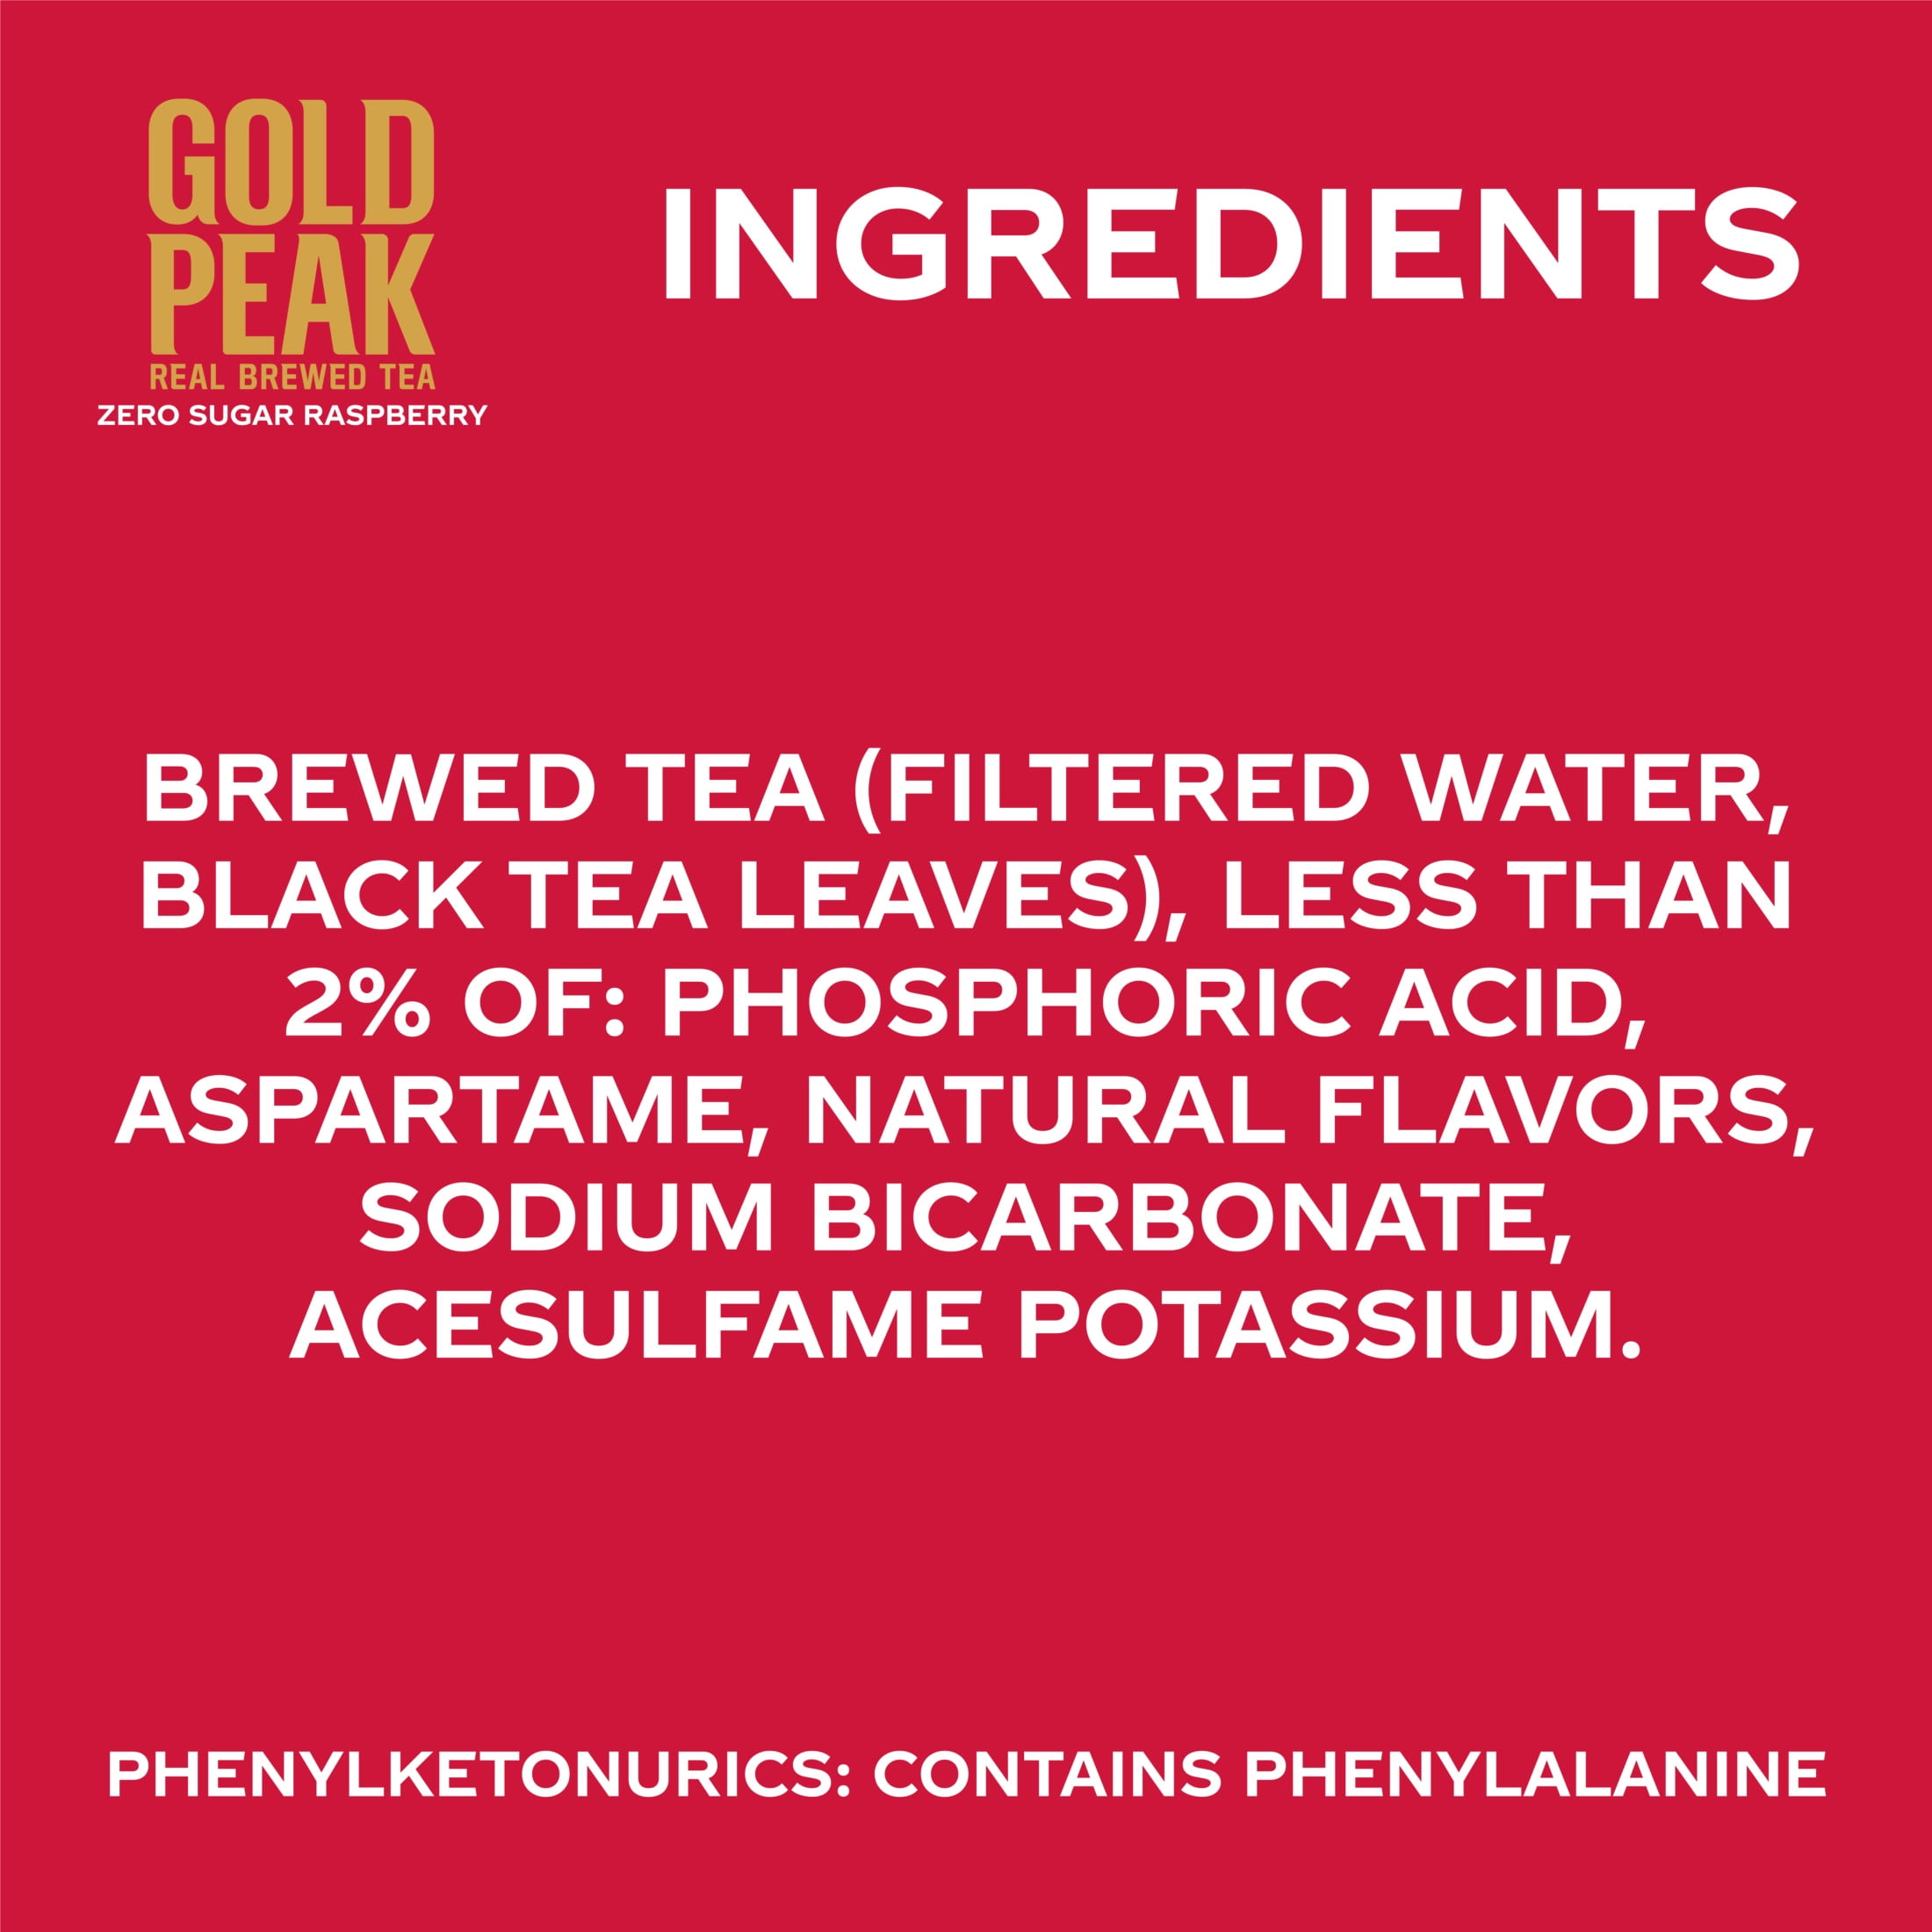 GOLD
PEAK
REAL BREWED TEA
ZERO SUGAR RASPBERRY
INGREDIENTS
BREWED TEA (FILTERED WATER,
BLACK TEA LEAVES), LESS THAN
2% OF: PHOSPHORIC ACID,
ASPARTAME, NATURAL FLAVORS,
SODIUM BICARBONATE,
ACESULFAME POTASSIUM.
PHENYLKETONURICS: CONTAINS PHENYLALANINE